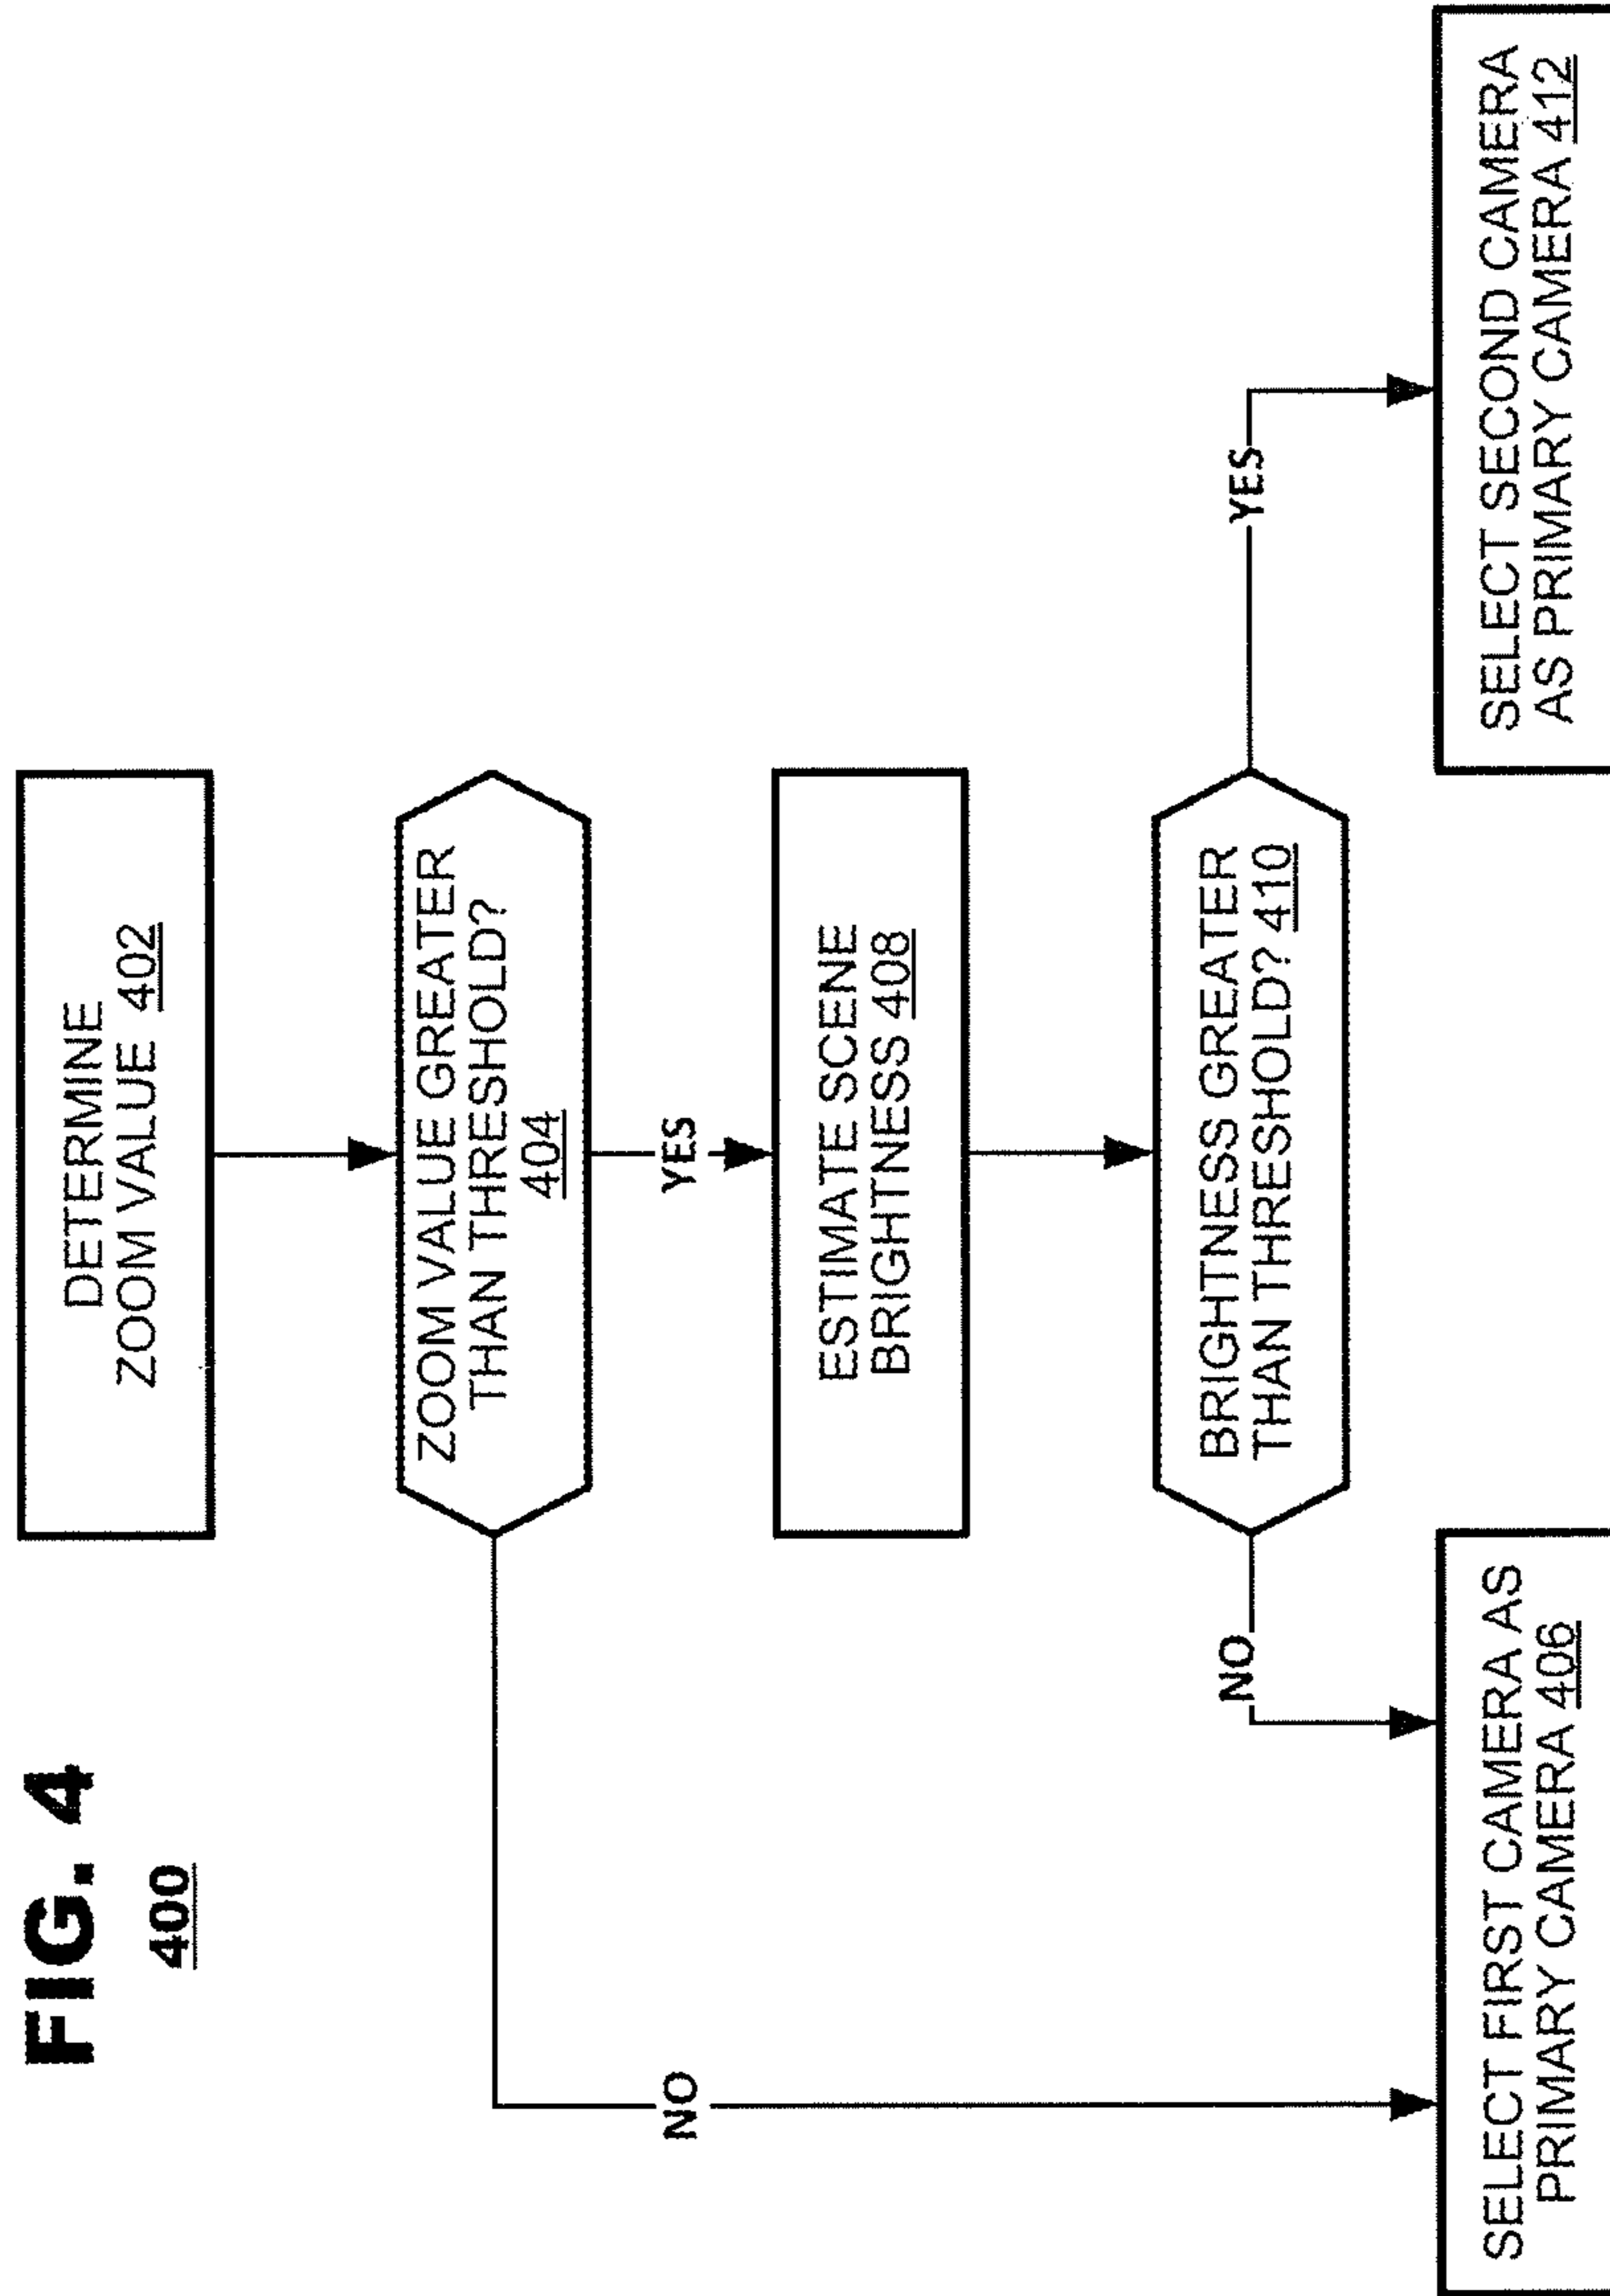 FIG. 4
400
DETERMINE
ZOOM VALUE 402
ZOOM VALUE GREATER
THAN THRESHOLD?
404
NO
YES
ESTIMATE SCENE
BRIGHTNESS 408
BRIGHTNESS GREATER
THAN THRESHOLD? 410
NO
YES
SELECT FIRST CAMERA AS
PRIMARY CAMERA 406
SELECT SECOND CAMERA
AS PRIMARY CAMERA 412